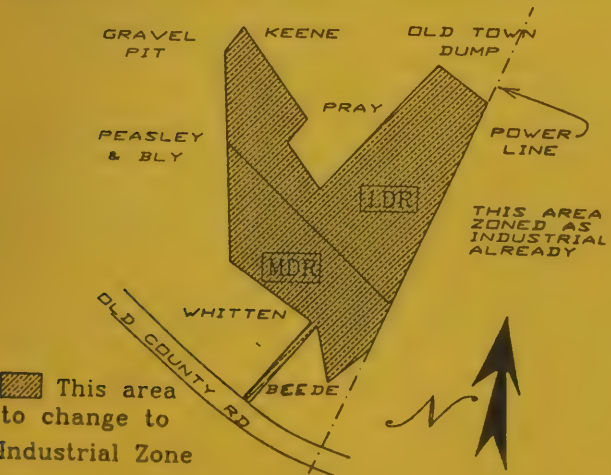 GRAVEL
PIT
KEENE
OLD TOWN
DUMP
PRAY
POWER
LINE
PEASLEY
& BLY
LDR
THIS AREA
ZONED AS
INDUSTRIAL
ALREADY
MDR
WHITTEN
OLD COUNTY RD
BEEDE
N
This area
to change to
Industrial Zone